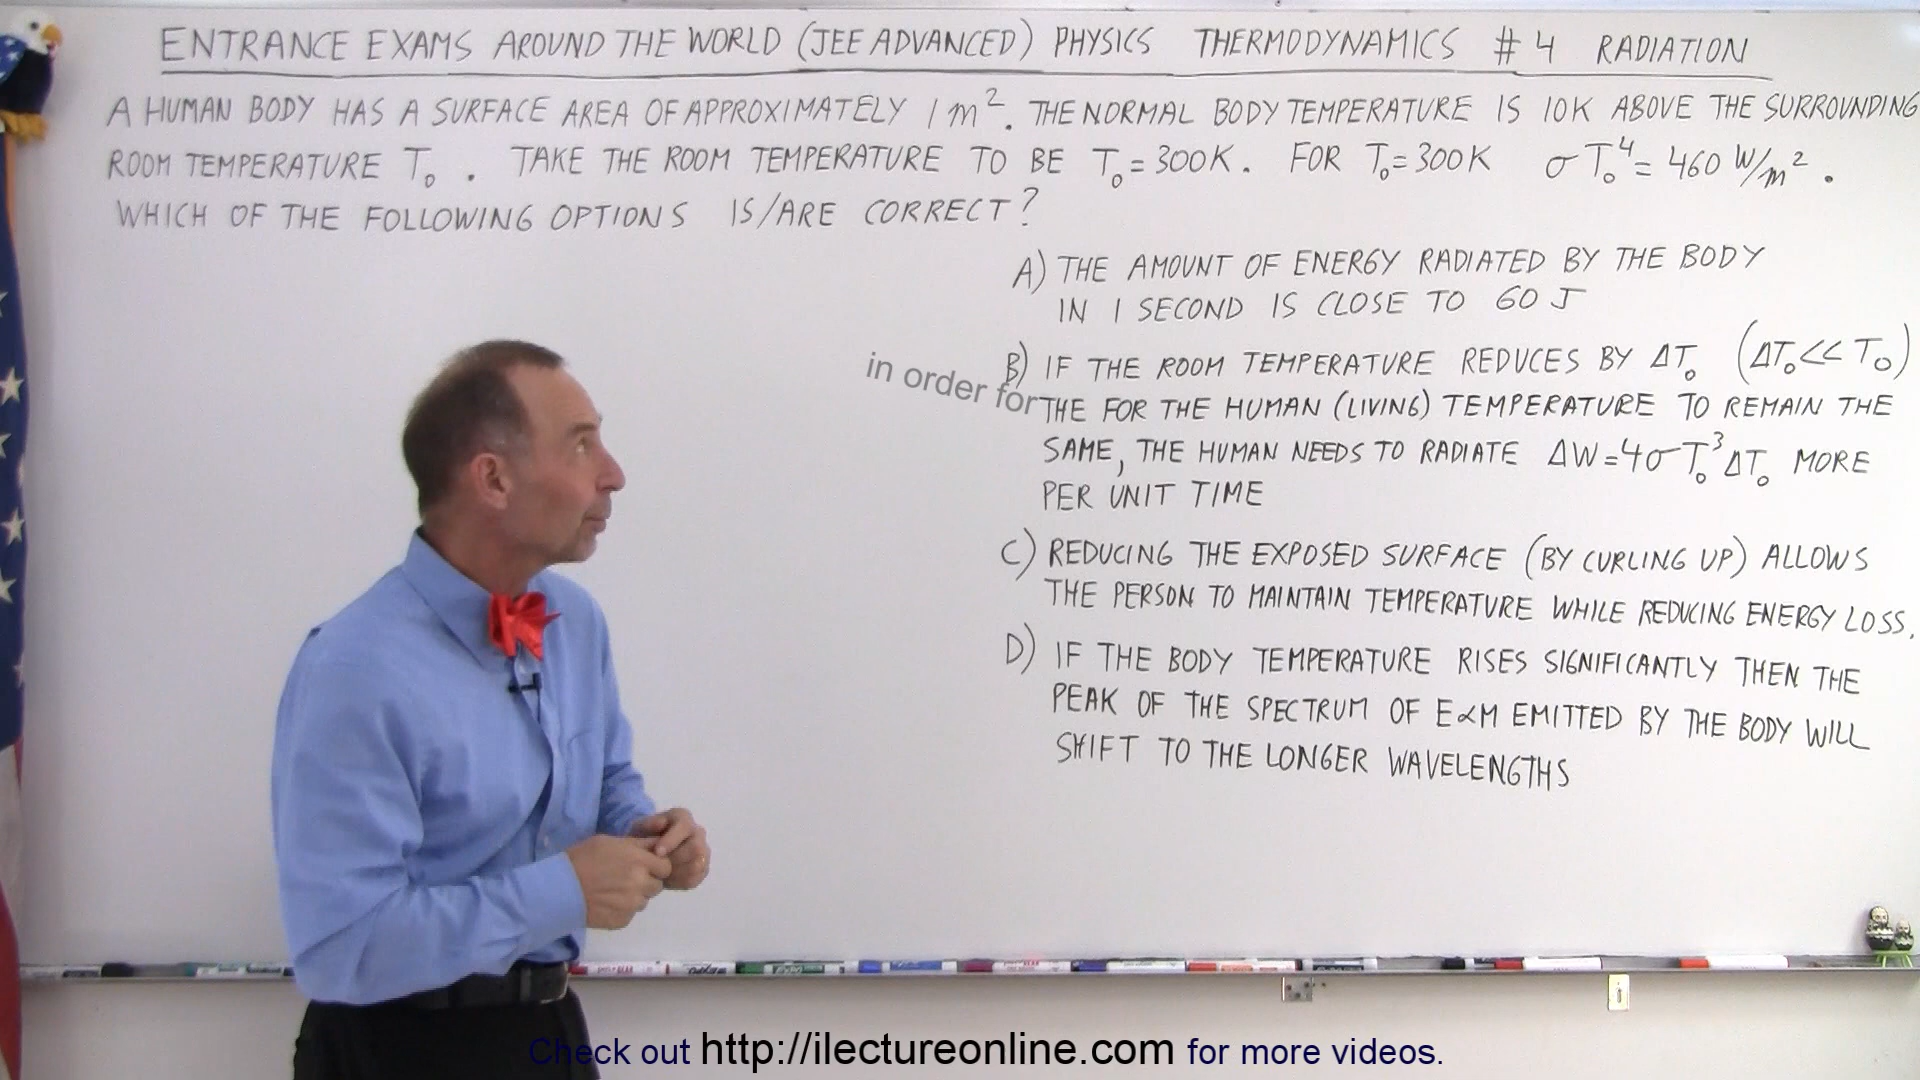 ENTRANCE EXAMS AROUND THE WORLD (JEE ADVANCED) PHYSICS THERMODYNAMICS # 4 RADIATION
A HUMAN BODY HAS A SURFACE AREA OF APPROXIMATELY 1 m². THE NORMAL BODY TEMPERATURE IS 10K ABOVE THE SURROUNDING
ROOM TEMPERATURE T₀. TAKE THE ROOM TEMPERATURE TO BE T₀=300K. FOR T₀=300K σT₀⁴=460 W/m².
WHICH OF THE FOLLOWING OPTIONS IS/ARE CORRECT?
A) THE AMOUNT OF ENERGY RADIATED BY THE BODY
IN 1 SECOND IS CLOSE TO 60 J
B) IF THE ROOM TEMPERATURE REDUCES BY ΔT₀ (ΔT₀<< T₀)
in order for
THE FOR THE HUMAN (LIVING) TEMPERATURE TO REMAIN THE
SAME, THE HUMAN NEEDS TO RADIATE ΔW=4σT₀³ΔT₀ MORE
PER UNIT TIME
C) REDUCING THE EXPOSED SURFACE (BY CURLING UP) ALLOWS
THE PERSON TO MAINTAIN TEMPERATURE WHILE REDUCING ENERGY LOSS.
D) IF THE BODY TEMPERATURE RISES SIGNIFICANTLY THEN THE
PEAK OF THE SPECTRUM OF E∝M EMITTED BY THE BODY WILL
SHIFT TO THE LONGER WAVELENGTHS
Check out http://ilectureonline.com for more videos.